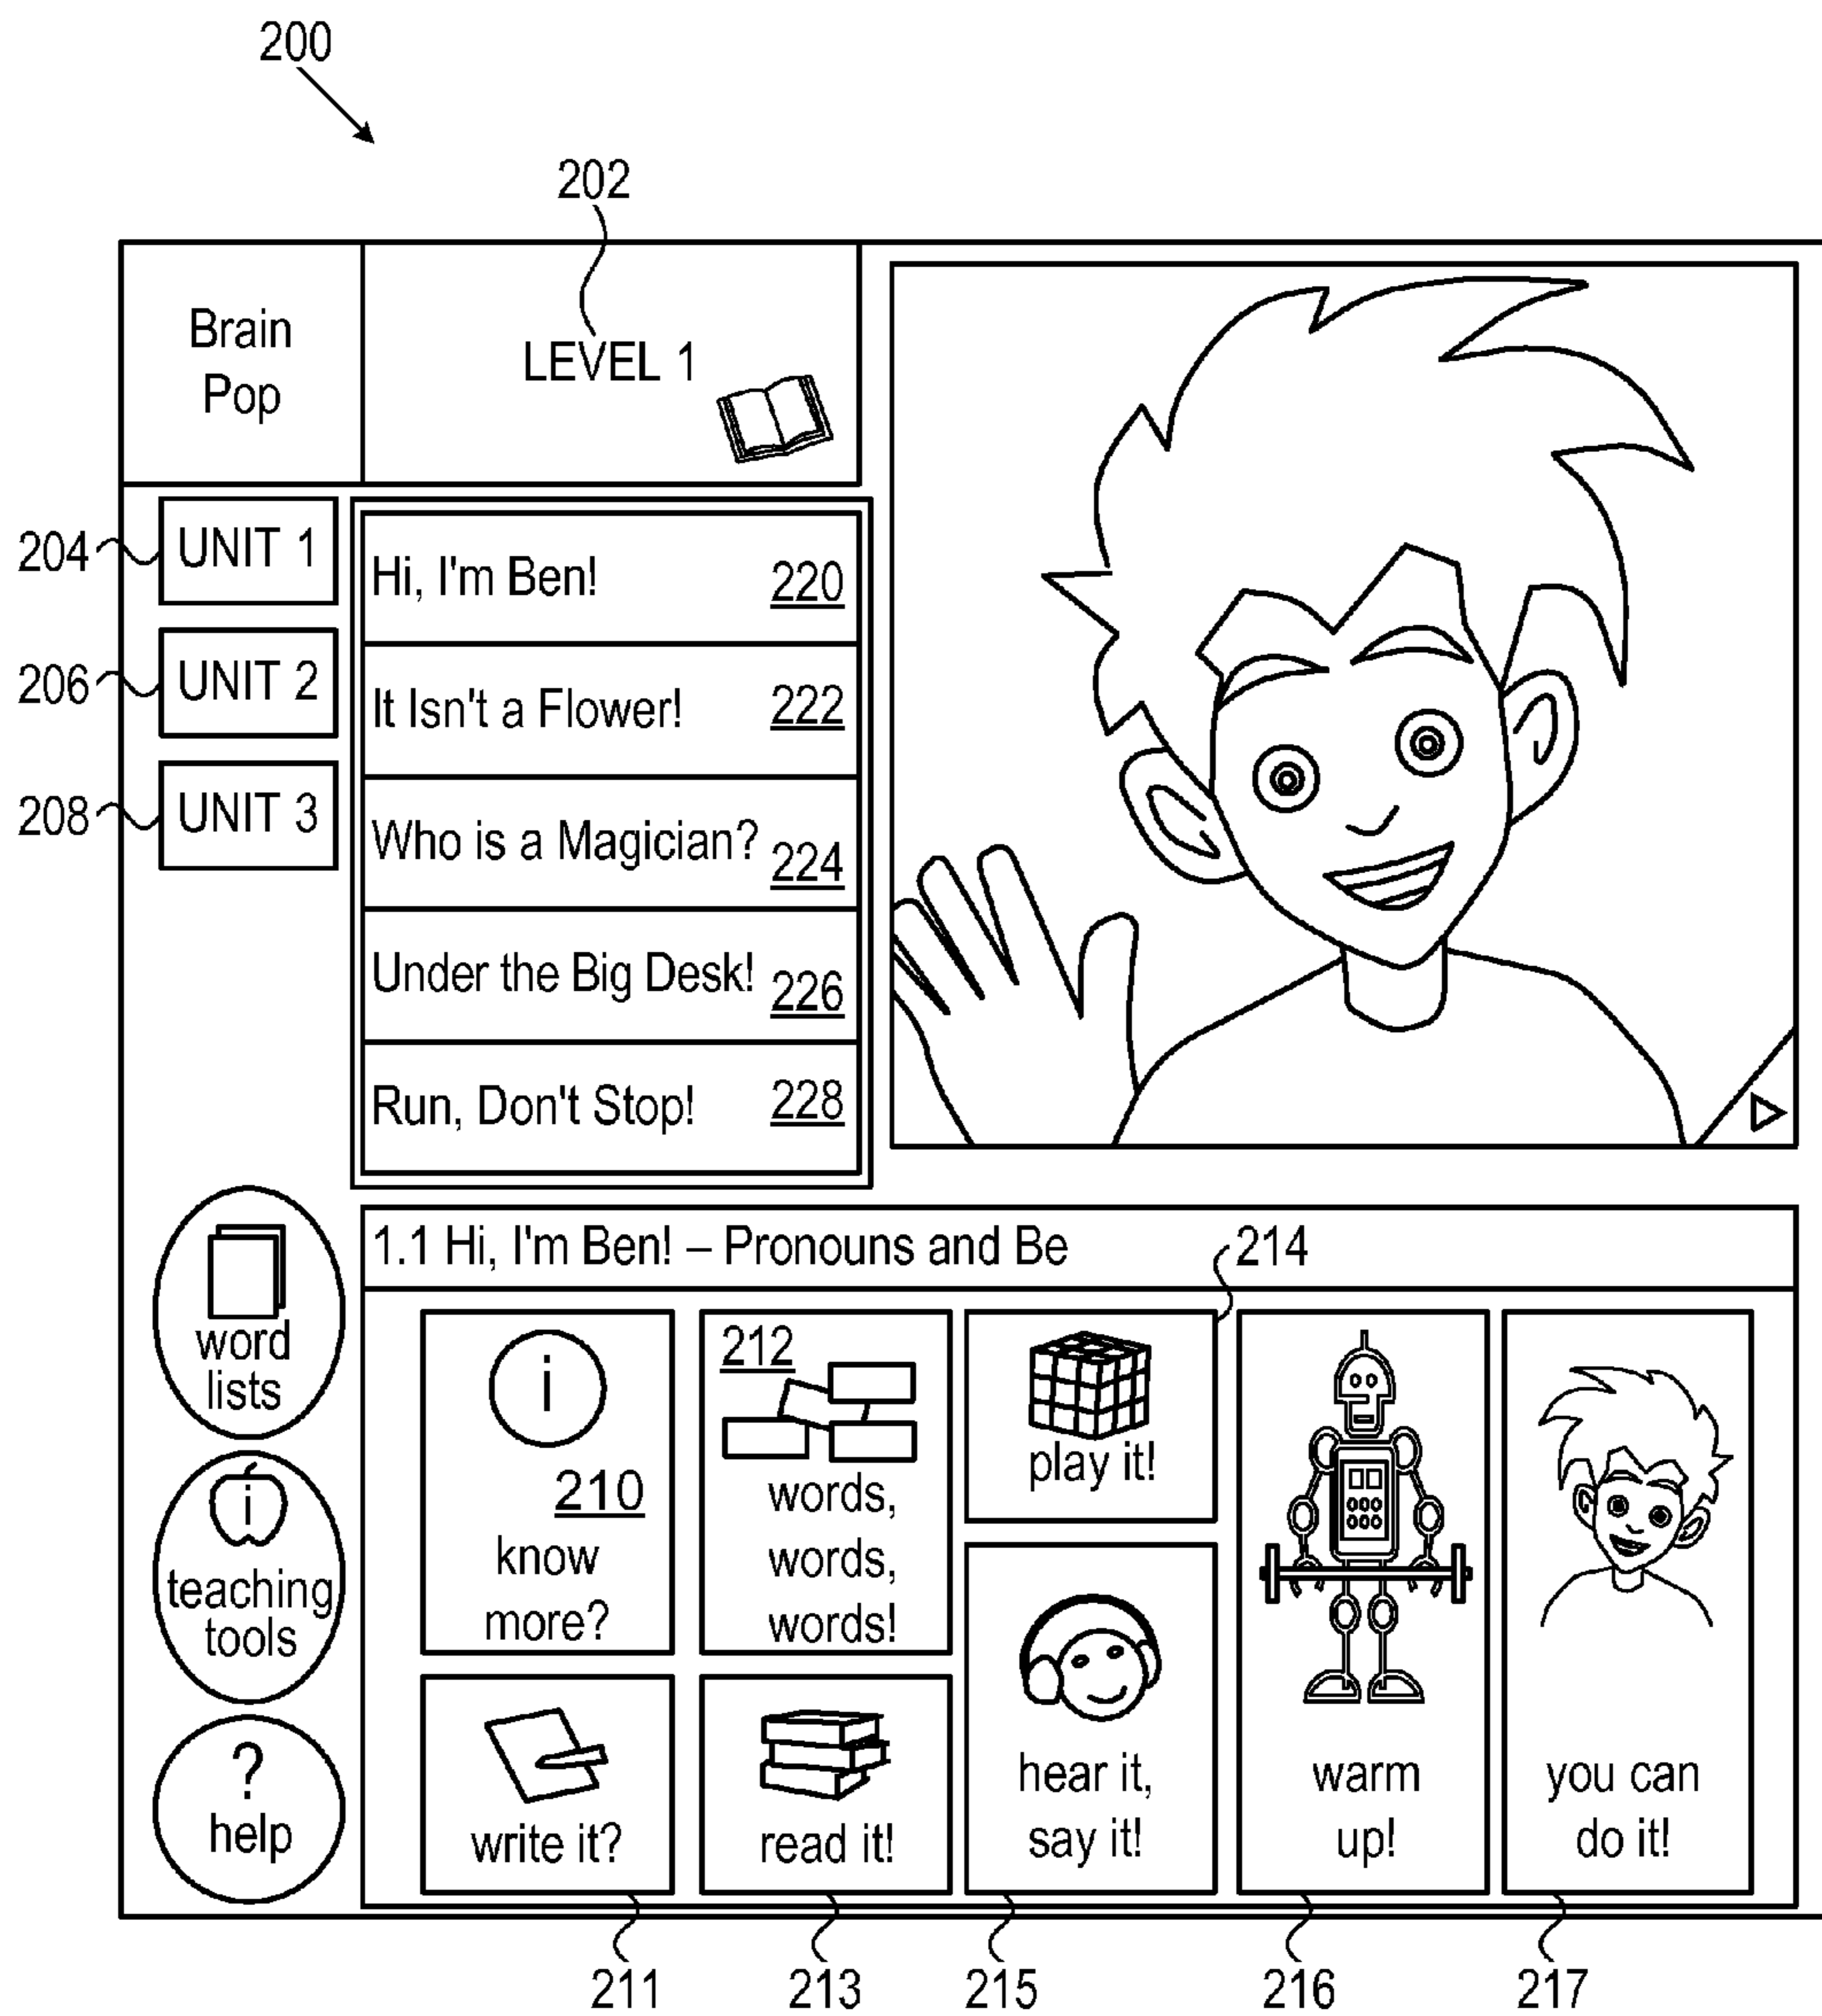 200
202
Brain
Pop
LEVEL 1
204
UNIT 1
206
UNIT 2
208
UNIT 3
Hi, I'm Ben! 220
It Isn't a Flower! 222
Who is a Magician? 224
Under the Big Desk! 226
Run, Don't Stop! 228
word
lists
i
teaching
tools
?
help
1.1 Hi, I'm Ben! – Pronouns and Be
214
i
210
know
more?
212
words,
words,
words!
play it!
write it?
read it!
hear it,
say it!
warm
up!
you can
do it!
211
213
215
216
217